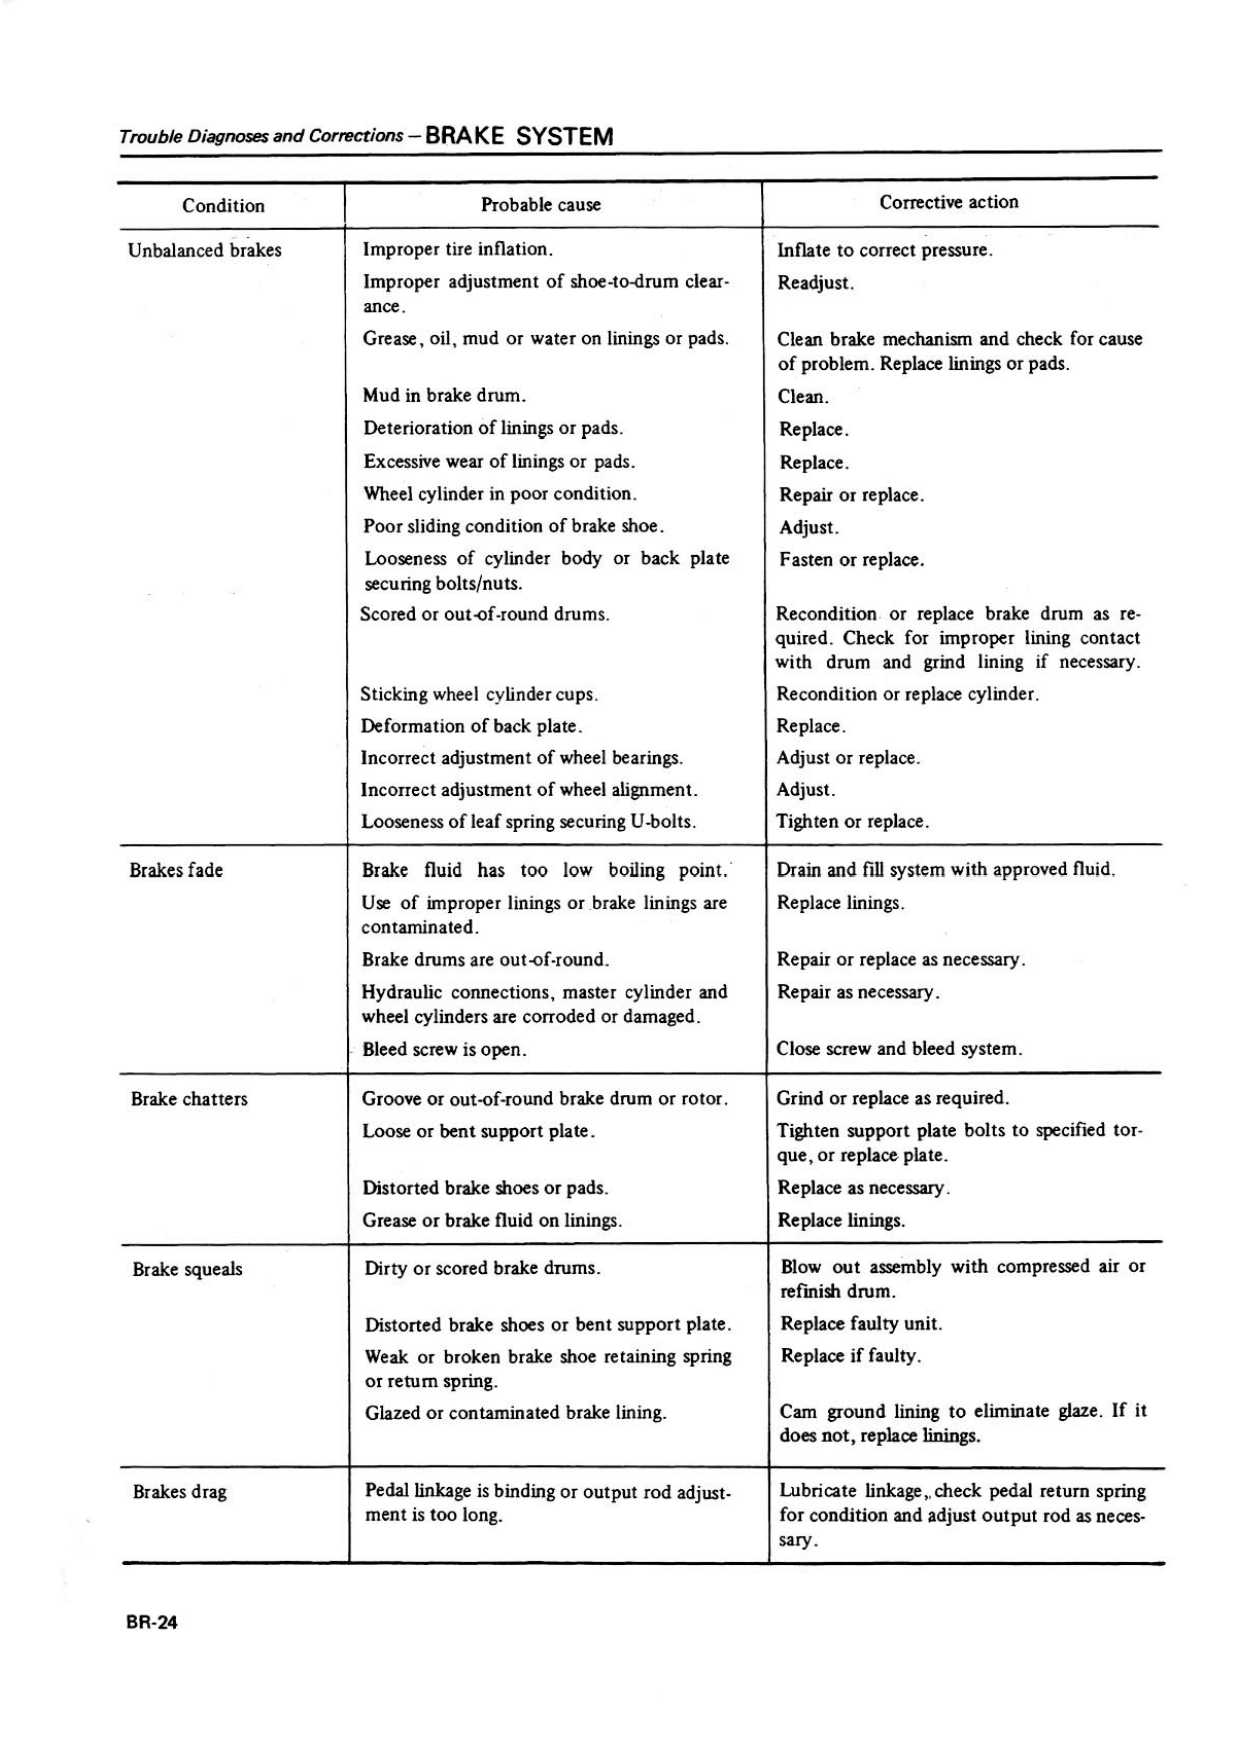 Trouble Diagnoses and Corrections – BRAKE SYSTEM
Condition
Probable cause
Corrective action
Unbalanced brakes
Improper tire inflation.
Inflate to correct pressure.
Improper adjustment of shoe-to-drum clear-
ance.
Readjust.
Grease, oil, mud or water on linings or pads.
Clean brake mechanism and check for cause
of problem. Replace linings or pads.
Mud in brake drum.
Clean.
Deterioration of linings or pads.
Replace.
Excessive wear of linings or pads.
Replace.
Wheel cylinder in poor condition.
Repair or replace.
Poor sliding condition of brake shoe.
Adjust.
Looseness of cylinder body or back plate
securing bolts/nuts.
Fasten or replace.
Scored or out-of-round drums.
Recondition or replace brake drum as re-
quired. Check for improper lining contact
with drum and grind lining if necessary.
Sticking wheel cylinder cups.
Recondition or replace cylinder.
Deformation of back plate.
Replace.
Incorrect adjustment of wheel bearings.
Adjust or replace.
Incorrect adjustment of wheel alignment.
Adjust.
Looseness of leaf spring securing U-bolts.
Tighten or replace.
Brakes fade
Brake fluid has too low boiling point.
Drain and fill system with approved fluid.
Use of improper linings or brake linings are
contaminated.
Replace linings.
Brake drums are out-of-round.
Repair or replace as necessary.
Hydraulic connections, master cylinder and
wheel cylinders are corroded or damaged.
Repair as necessary.
Bleed screw is open.
Close screw and bleed system.
Brake chatters
Groove or out-of-round brake drum or rotor.
Grind or replace as required.
Loose or bent support plate.
Tighten support plate bolts to specified tor-
que, or replace plate.
Distorted brake shoes or pads.
Replace as necessary.
Grease or brake fluid on linings.
Replace linings.
Brake squeals
Dirty or scored brake drums.
Blow out assembly with compressed air or
refinish drum.
Distorted brake shoes or bent support plate.
Replace faulty unit.
Weak or broken brake shoe retaining spring
or return spring.
Replace if faulty.
Glazed or contaminated brake lining.
Cam ground lining to eliminate glaze. If it
does not, replace linings.
Brakes drag
Pedal linkage is binding or output rod adjust-
ment is too long.
Lubricate linkage, check pedal return spring
for condition and adjust output rod as neces-
sary.
BR-24